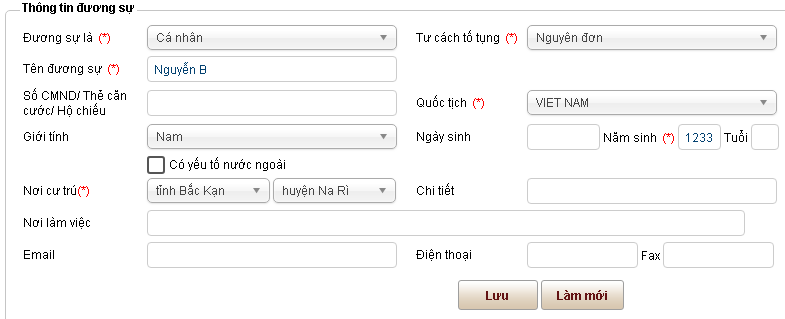 Thông tin đương sự
Đương sự là (*) Cá nhân Tư cách tố tụng (*) Nguyên đơn
Tên đương sự (*) Nguyễn B
Số CMND/ Thẻ căn
cước/ Hộ chiếu Quốc tịch (*) VIET NAM
Giới tính Nam Ngày sinh Năm sinh (*) 1233 Tuổi
Có yếu tố nước ngoài
Nơi cư trú(*) tỉnh Bắc Kạn huyện Na Rì Chi tiết
Nơi làm việc
Email Điện thoại Fax
Lưu Làm mới